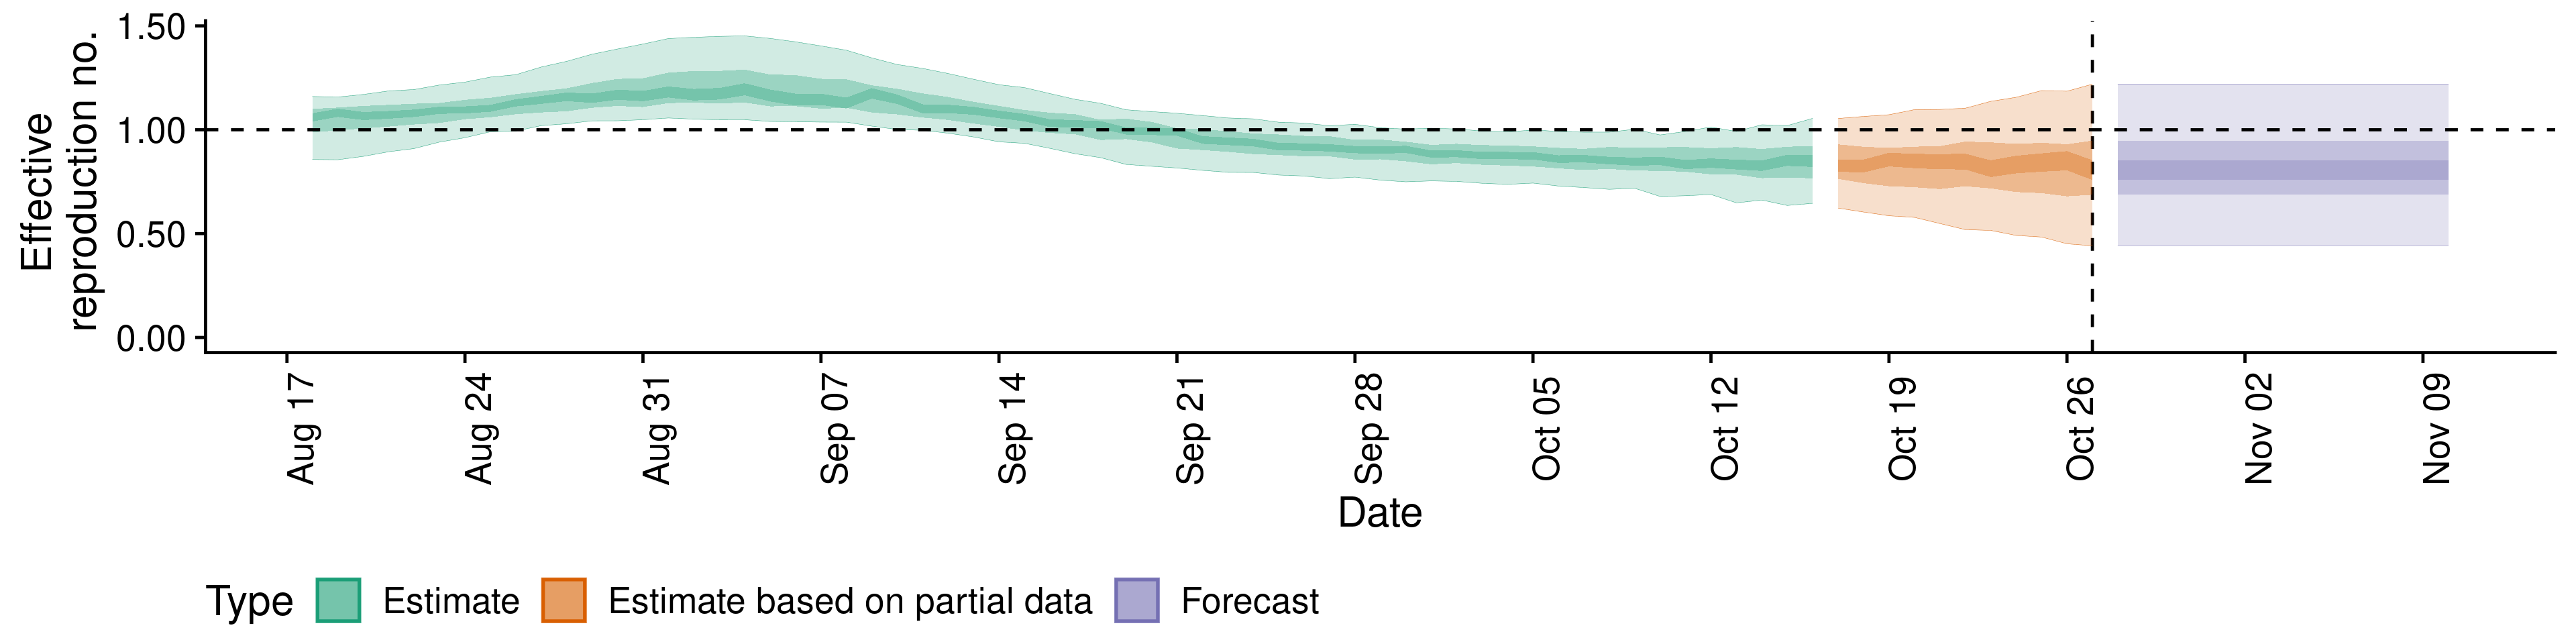 Effective
reproduction no.
1.50
1.00
0.50
0.00
Aug 17
Aug 24
Aug 31
Sep 07
Sep 14
Sep 21
Sep 28
Oct 05
Oct 12
Oct 19
Oct 26
Nov 02
Nov 09
Date
Type Estimate Estimate based on partial data Forecast